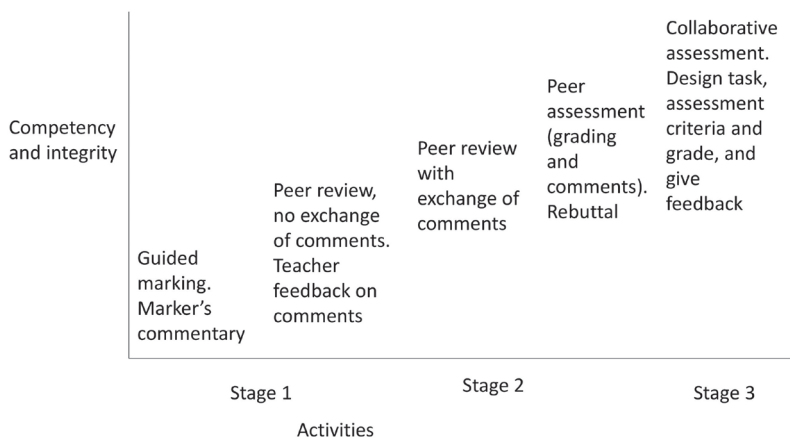 Competency
and integrity
Guided
marking.
Marker’s
commentary
Peer review,
no exchange
of comments.
Teacher
feedback on
comments
Peer review
with
exchange of
comments
Peer
assessment
(grading
and
comments).
Rebuttal
Collaborative
assessment.
Design task,
assessment
criteria and
grade, and
give
feedback
Stage 1
Stage 2
Stage 3
Activities